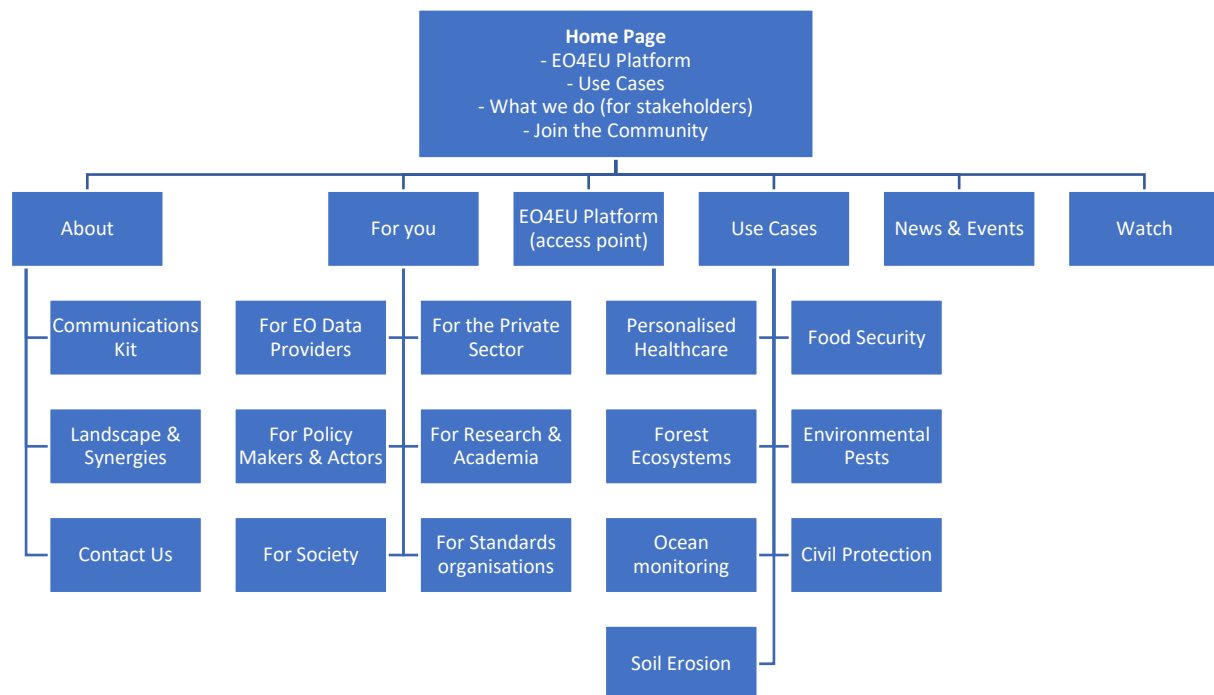 Home Page
- EO4EU Platform
- Use Cases
- What we do (for stakeholders)
- Join the Community
About
For you
EO4EU Platform
(access point)
Use Cases
News & Events
Watch
Communications
Kit
For EO Data
Providers
For the Private
Sector
Personalised
Healthcare
Food Security
Landscape &
Synergies
For Policy
Makers & Actors
For Research &
Academia
Forest
Ecosystems
Environmental
Pests
Contact Us
For Society
For Standards
organisations
Ocean
monitoring
Civil Protection
Soil Erosion